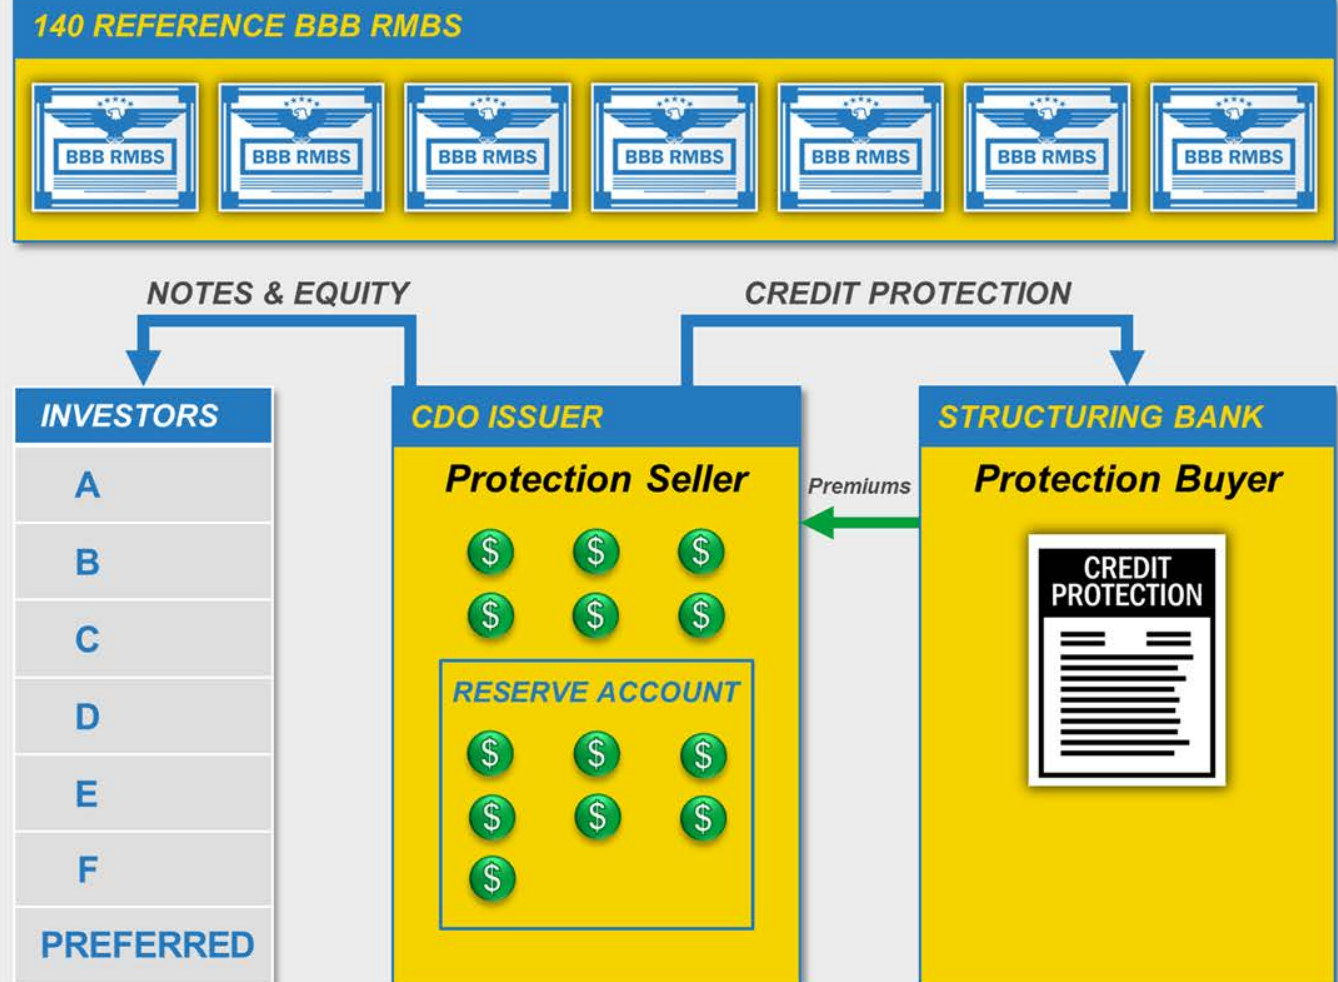 140 REFERENCE BBB RMBS
BBB RMBS
BBB RMBS
BBB RMBS
BBB RMBS
BBB RMBS
BBB RMBS
BBB RMBS
NOTES & EQUITY
CREDIT PROTECTION
INVESTORS
A
B
C
D
E
F
PREFERRED
CDO ISSUER
Protection Seller
$ $ $
$ $ $
RESERVE ACCOUNT
$ $ $
$ $ $
$
Premiums
STRUCTURING BANK
Protection Buyer
CREDIT
PROTECTION